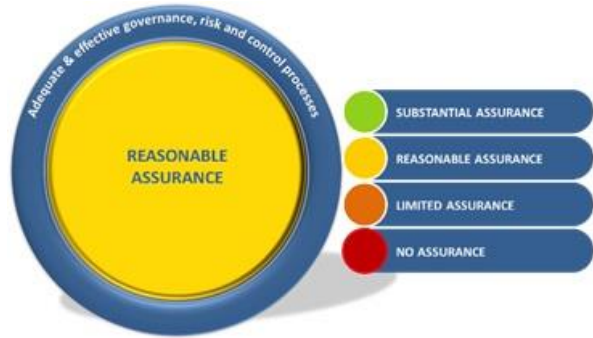 Adequate & effective governance, risk and control processes
REASONABLE
ASSURANCE
SUBSTANTIAL ASSURANCE
REASONABLE ASSURANCE
LIMITED ASSURANCE
NO ASSURANCE